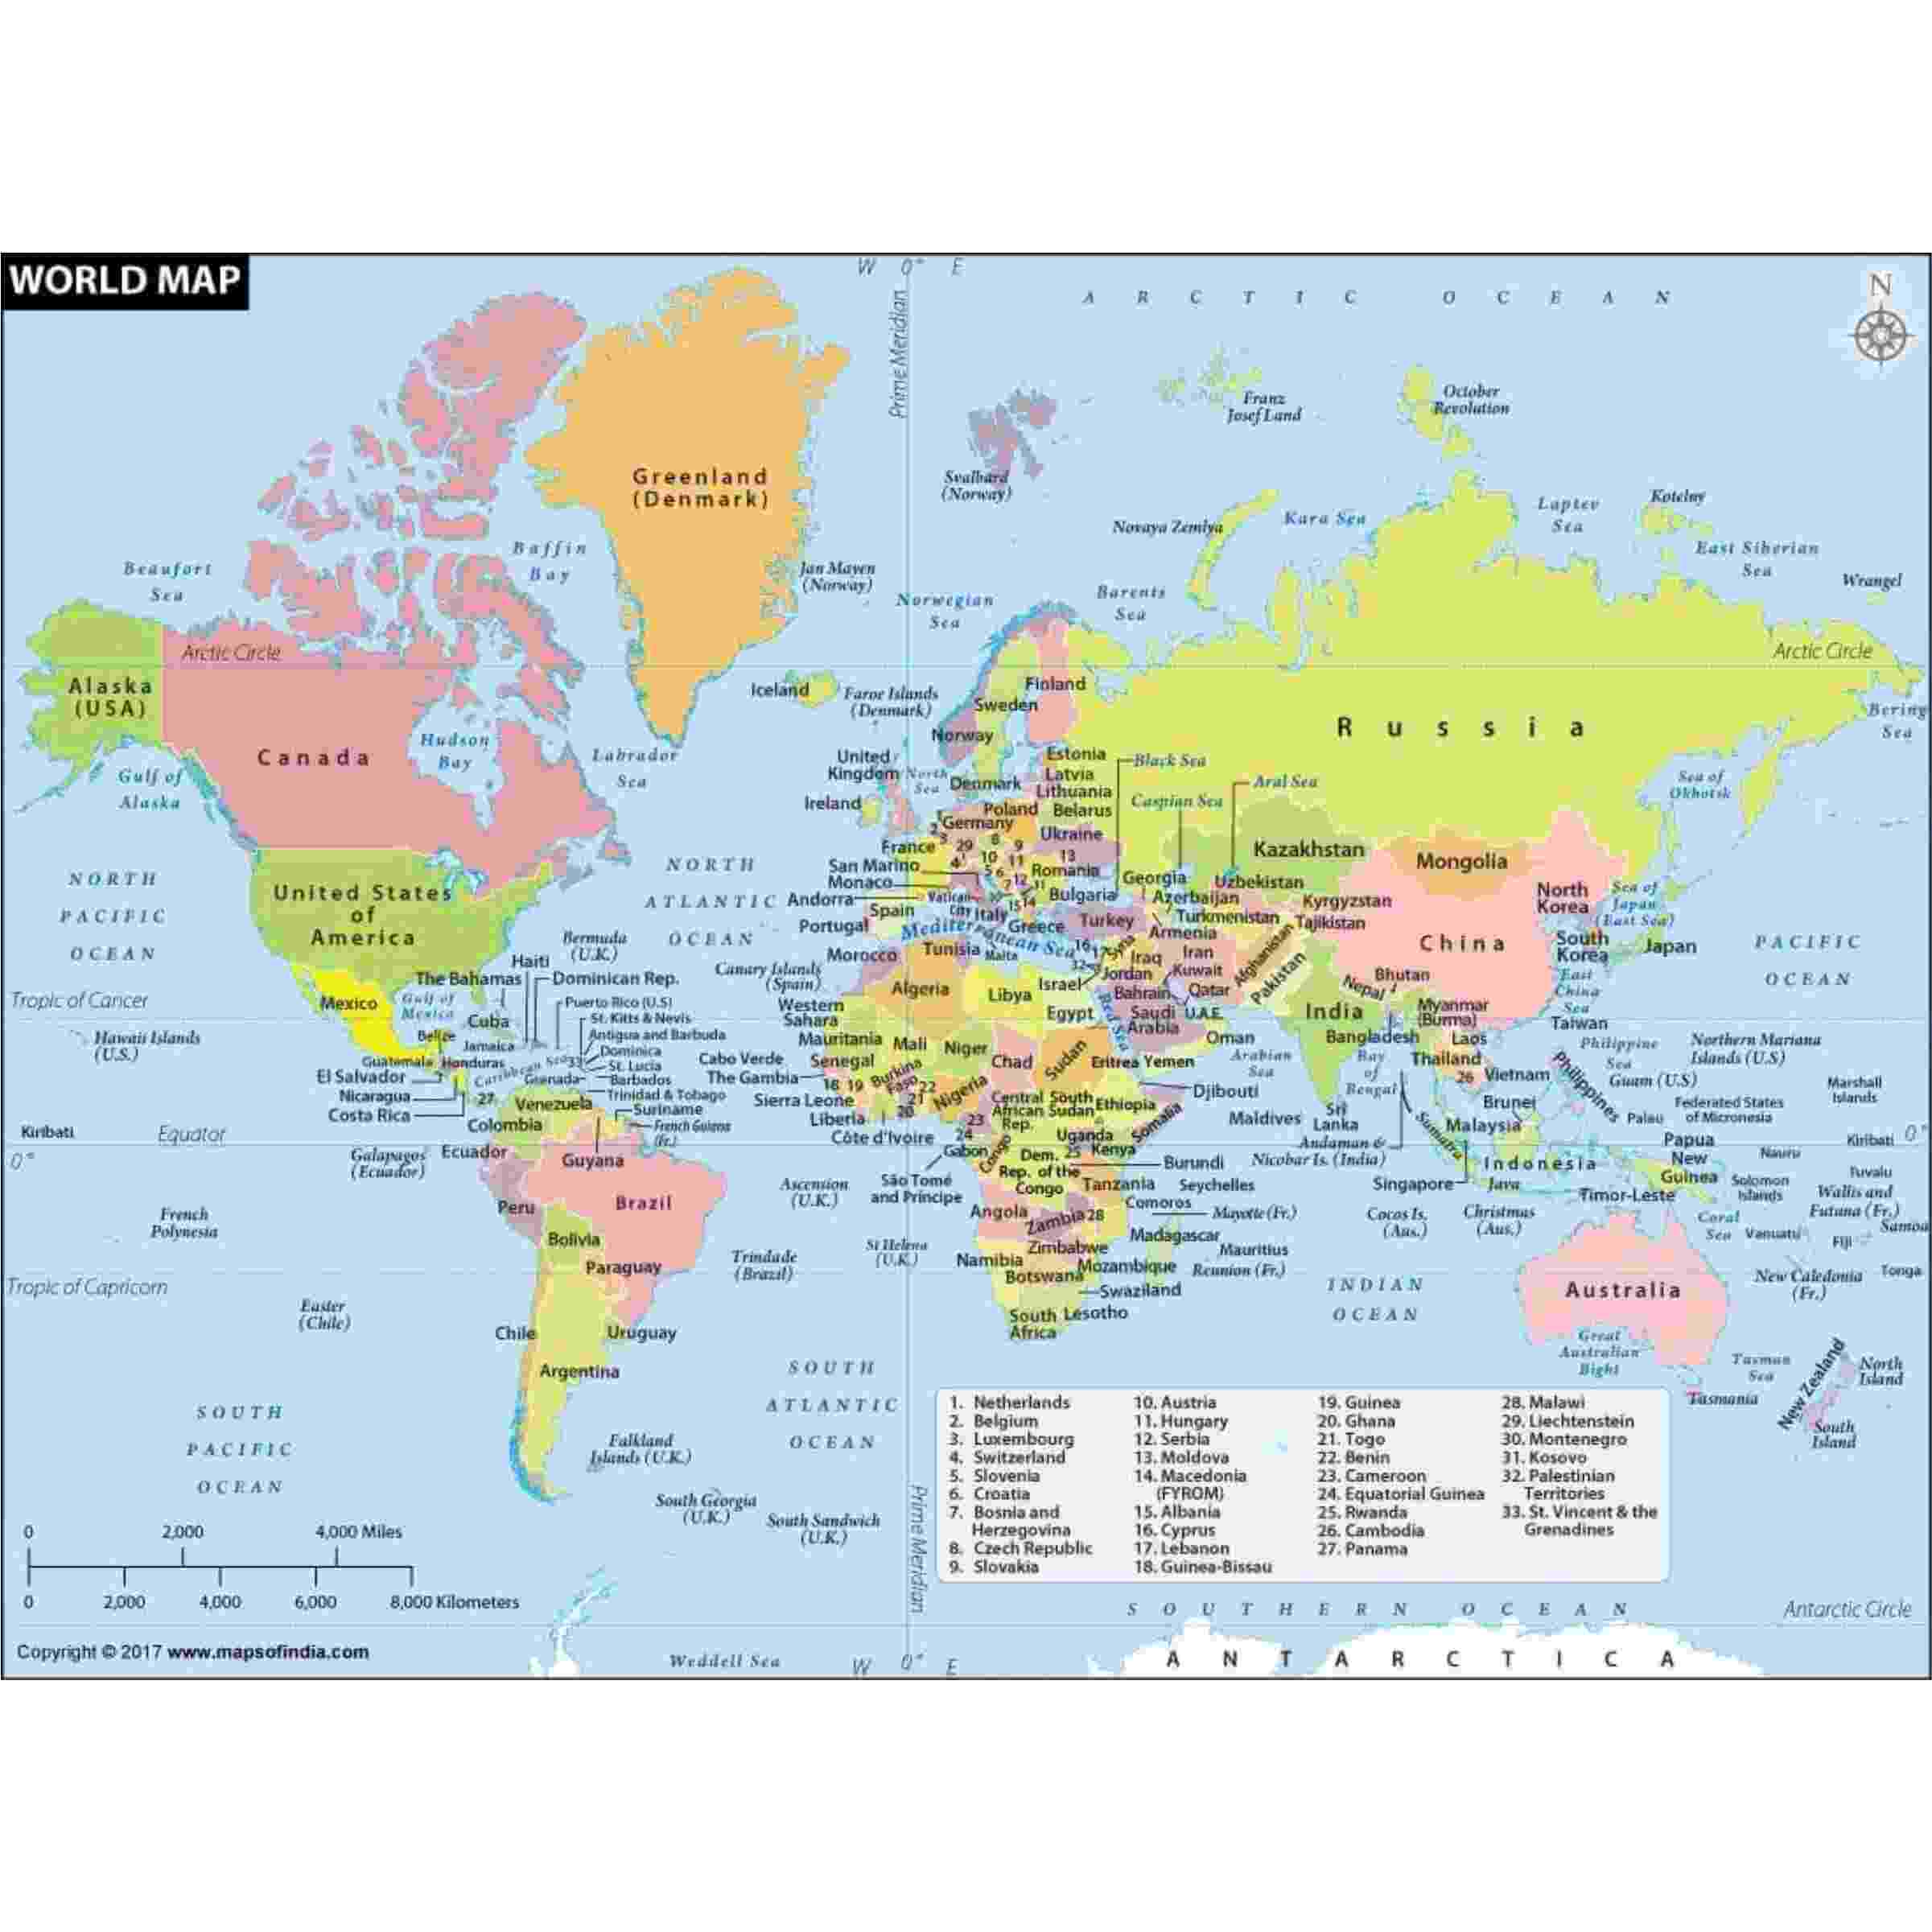 WORLD MAP
W 0° E
Prime Meridian
A R C T I C O C E A N
N
Franz
Josef Land
October
Revolution
Greenland
(Denmark)
Svalbard
(Norway)
Novaya Zemlya
Kara Sea
Laptev
Sea
Kotelny
East Siberian
Sea
Wrangel
Beaufort
Sea
Baffin
Bay
Jan Mayen
(Norway)
Norwegian
Sea
Barents
Sea
Arctic Circle
Arctic Circle
Alaska
(USA)
Iceland
Faroe Islands
(Denmark)
Finland
Sweden
Norway
Russia
Bering
Sea
Canada
Hudson
Bay
Labrador
Sea
Gulf of
Alaska
United
Kingdom
North
Sea
Denmark
Estonia
Latvia
Lithuania
Black Sea
Aral Sea
Caspian Sea
Sea of
Okhotsk
Ireland
Poland
Belarus
Germany
Ukraine
France
San Marino
Monaco
Romania
Kazakhstan
Mongolia
NORTH
PACIFIC
OCEAN
United States
of
America
NORTH
ATLANTIC
OCEAN
Andorra
Vatican
City
Italy
Bulgaria
Georgia
Azerbaijan
Uzbekistan
Kyrgyzstan
North
Korea
Sea of
Japan
(East Sea)
Portugal
Spain
Greece
Turkey
Turkmenistan
Tajikistan
Armenia
China
South
Korea
Japan
PACIFIC
OCEAN
Mediterranean Sea
Bermuda
(U.K.)
Morocco
Tunisia
Malta
Syria
Iraq
Iran
Afghanistan
Pakistan
Haiti
The Bahamas
Dominican Rep.
Canary Islands
(Spain)
Algeria
Libya
Israel
Jordan
Kuwait
Bahrain
Qatar
Nepal
Bhutan
East
China
Sea
Tropic of Cancer
Mexico
Gulf of
Mexico
Cuba
Puerto Rico (U.S)
St. Kitts & Nevis
Antigua and Barbuda
Western
Sahara
Egypt
Red Sea
Saudi
Arabia
U.A.E.
India
Myanmar
(Burma)
Taiwan
Hawaii Islands
(U.S.)
Belize
Jamaica
Dominica
St. Lucia
Barbados
Trinidad & Tobago
Mauritania
Mali
Niger
Chad
Sudan
Oman
Bangladesh
Laos
Philippine
Sea
Northern Mariana
Islands (U.S)
Guatemala
Honduras
Caribbean Sea
33
Grenada
El Salvador
Nicaragua
Costa Rica
27
Cabo Verde
Senegal
The Gambia
18 19
Burkina
Faso
22
21
20
Nigeria
Eritrea
Yemen
Arabian
Sea
Bay
of
Bengal
Thailand
26
Vietnam
Philippines
Guam (U.S)
Marshall
Islands
Venezuela
Suriname
French Guiana
(Fr.)
Sierra Leone
Liberia
Côte d'Ivoire
Central
African
Rep.
South
Sudan
Ethiopia
Djibouti
Somalia
Maldives
Sri
Lanka
Brunei
Malaysia
Palau
Federated States
of Micronesia
Colombia
Kiribati
Equator
0°
Galapagos
(Ecuador)
Ecuador
Guyana
23
24
Gabon
Congo
Uganda
Kenya
25
Dem.
Rep. of the
Congo
Burundi
Andaman &
Nicobar Is. (India)
Sumatra
Indonesia
Papua
New
Guinea
Nauru
Kiribati
0°
Peru
Brazil
Ascension
(U.K.)
São Tomé
and Príncipe
Tanzania
Seychelles
Singapore
Java
Timor-Leste
Solomon
Islands
Tuvalu
Wallis and
Futuna (Fr.)
Samoa
French
Polynesia
Angola
Zambia
28
Comoros
Mayotte (Fr.)
Cocos Is.
(Aus.)
Christmas
(Aus.)
Coral
Sea
Vanuatu
Fiji
Bolivia
Paraguay
Trindade
(Brazil)
St Helena
(U.K.)
Zimbabwe
Madagascar
Mauritius
Namibia
Botswana
Mozambique
Reunion (Fr.)
Tropic of Capricorn
Swaziland
INDIAN
OCEAN
Australia
New Caledonia
(Fr.)
Tonga
Easter
(Chile)
Chile
Uruguay
South
Africa
Lesotho
Great
Australian
Bight
Argentina
SOUTH
ATLANTIC
OCEAN
Tasman
Sea
Tasmania
New Zealand
North
Island
South
Island
SOUTH
PACIFIC
OCEAN
Falkland
Islands (U.K.)
South Georgia
(U.K.)
South Sandwich
(U.K.)
Prime Meridian
1. Netherlands
2. Belgium
3. Luxembourg
4. Switzerland
5. Slovenia
6. Croatia
7. Bosnia and
Herzegovina
8. Czech Republic
9. Slovakia
10. Austria
11. Hungary
12. Serbia
13. Moldova
14. Macedonia
(FYROM)
15. Albania
16. Cyprus
17. Lebanon
18. Guinea-Bissau
19. Guinea
20. Ghana
21. Togo
22. Benin
23. Cameroon
24. Equatorial Guinea
25. Rwanda
26. Cambodia
27. Panama
28. Malawi
29. Liechtenstein
30. Montenegro
31. Kosovo
32. Palestinian
Territories
33. St. Vincent & the
Grenadines
0 2,000 4,000 Miles
0 2,000 4,000 6,000 8,000 Kilometers
SOUTHERN OCEAN
Antarctic Circle
Copyright © 2017 www.mapsofindia.com
Weddell Sea
W 0° E
ANTARCTICA